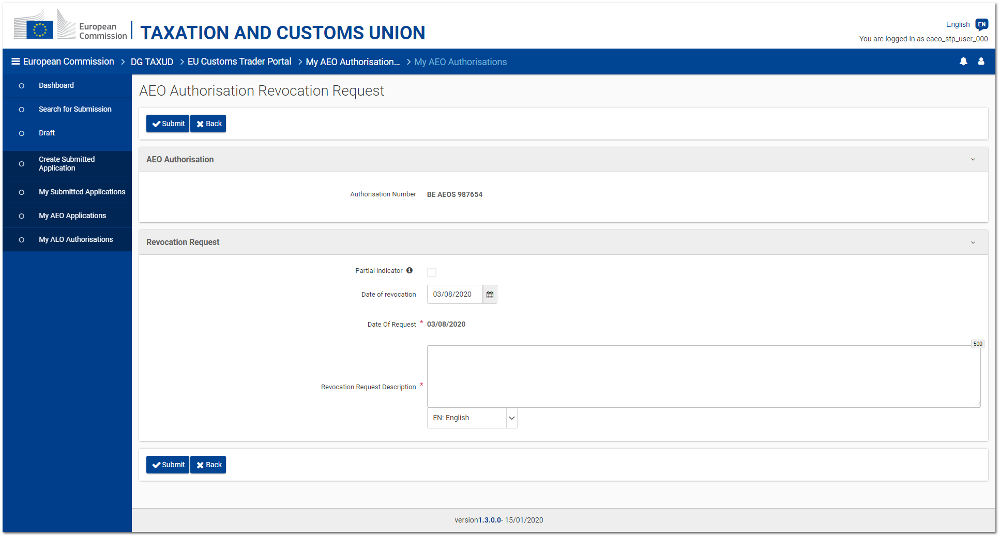 European
Commission
TAXATION AND CUSTOMS UNION
English EN
You are logged-in as eaeo_stp_user_000
European Commission > DG TAXUD > EU Customs Trader Portal > My AEO Authorisation... > My AEO Authorisations
Dashboard
Search for Submission
Draft
Create Submitted
Application
My Submitted Applications
My AEO Applications
My AEO Authorisations
AEO Authorisation Revocation Request
Submit Back
AEO Authorisation
Authorisation Number BE AEOS 987654
Revocation Request
Partial indicator
Date of revocation 03/08/2020
Date Of Request * 03/08/2020
500
Revocation Request Description *
EN: English
Submit Back
version1.3.0.0- 15/01/2020